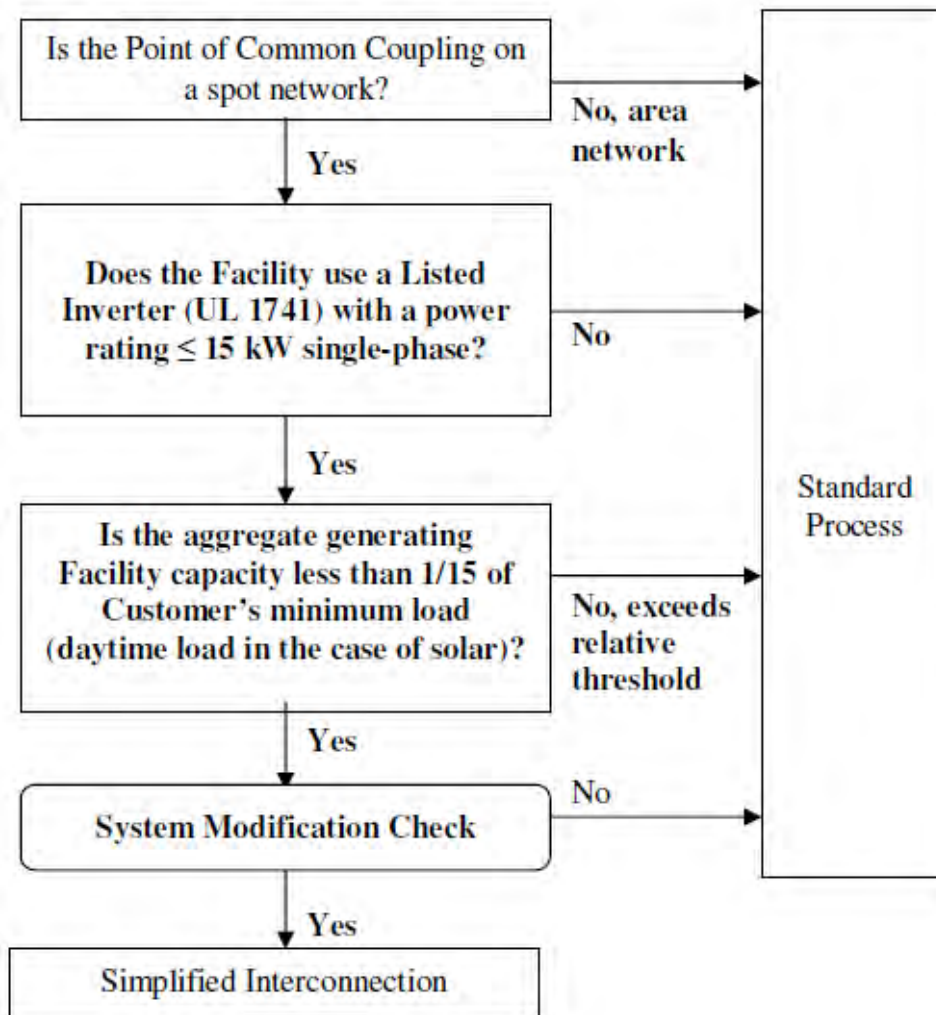 Is the Point of Common Coupling on
a spot network?
No, area
network
Yes
Does the Facility use a Listed
Inverter (UL 1741) with a power
rating ≤ 15 kW single-phase?
No
Yes
Is the aggregate generating
Facility capacity less than 1/15 of
Customer's minimum load
(daytime load in the case of solar)?
No, exceeds
relative
threshold
Yes
System Modification Check
No
Yes
Simplified Interconnection
Standard
Process